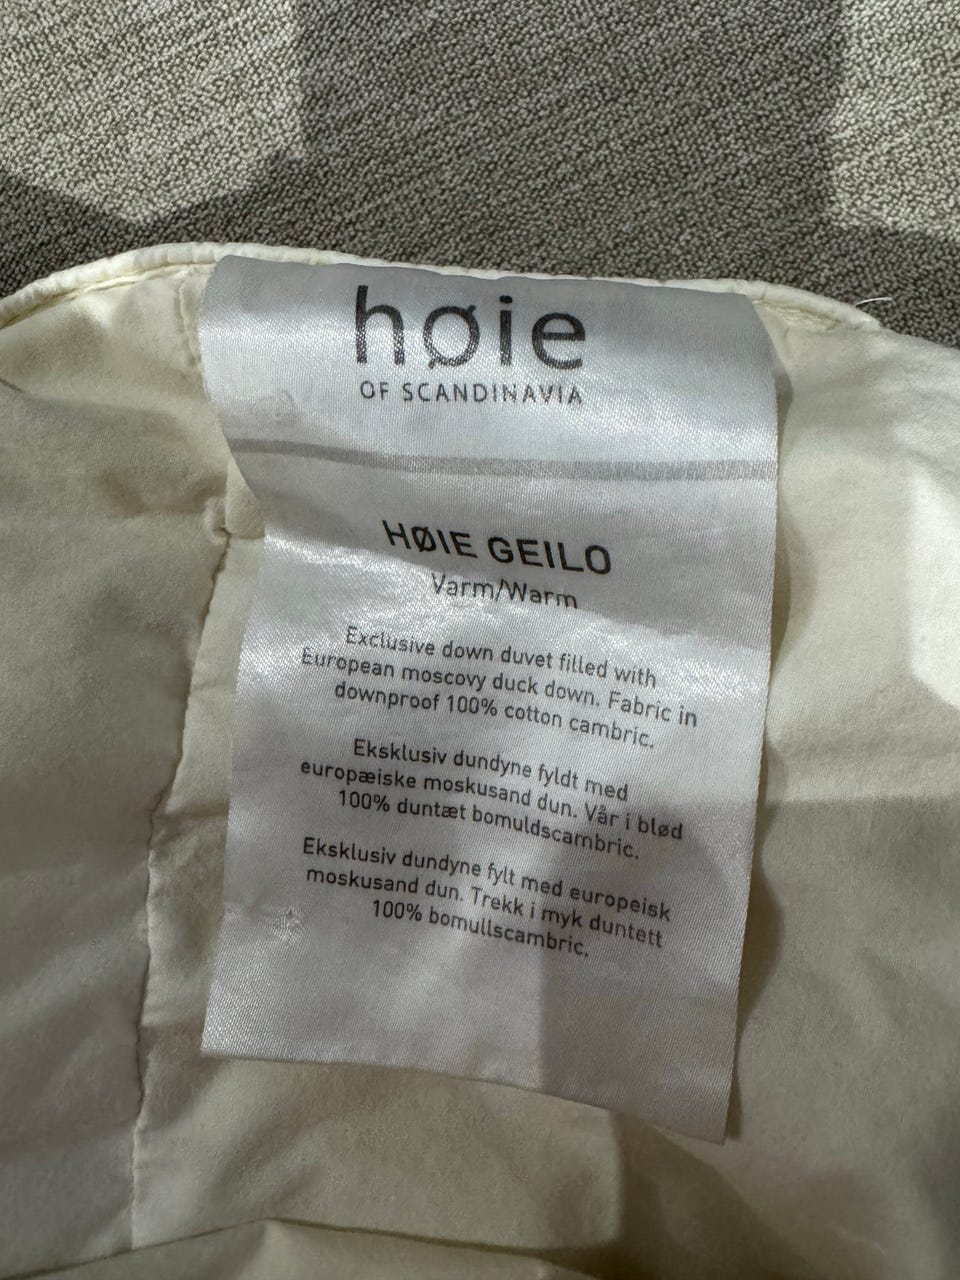 høie
OF SCANDINAVIA
HØIE GEILO
Varm/Warm
Exclusive down duvet filled with
European moscovy duck down. Fabric in
downproof 100% cotton cambric.
Eksklusiv dundyne fyldt med
europæiske moskusand dun. Vår i blød
100% duntæt bomuldscambric.
Eksklusiv dundyne fylt med europeisk
moskusand dun. Trekk i myk duntett
100% bomullscambric.